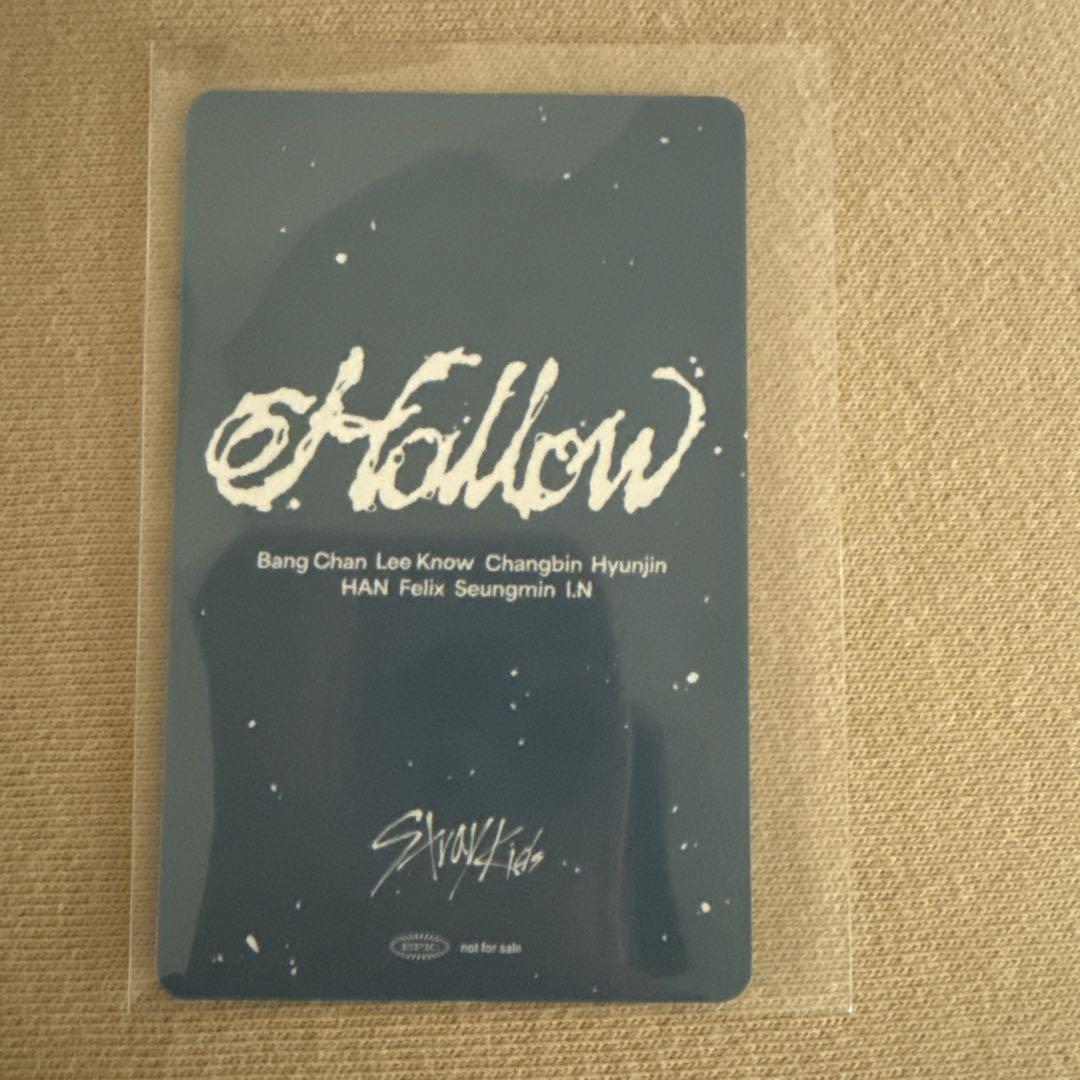 Hollow
Bang Chan Lee Know Changbin Hyunjin
HAN Felix Seungmin I.N
Stray Kids
EPIC not for sale